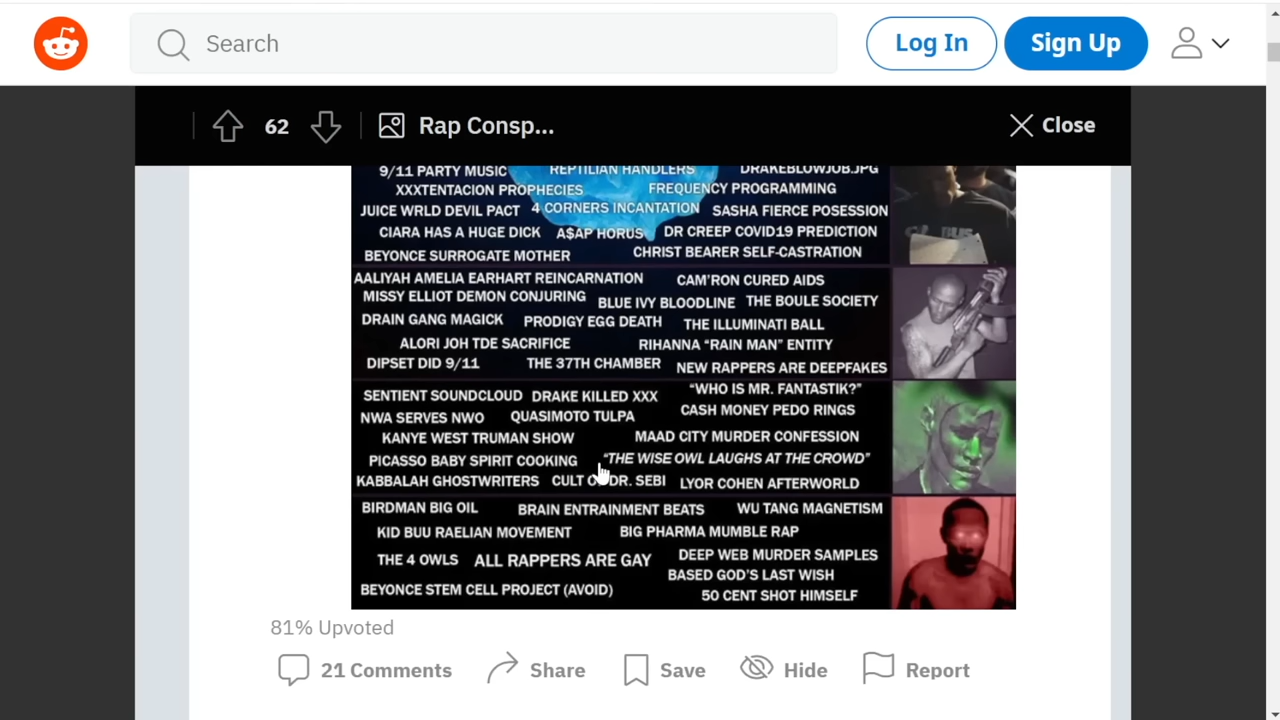 Search
Log In
Sign Up
62
Rap Consp...
Close
9/11 PARTY MUSIC REPTILIAN HANDLERS DRAKEBLOWJOB.JPG
XXXTENTACION PROPHECIES FREQUENCY PROGRAMMING
JUICE WRLD DEVIL PACT 4 CORNERS INCANTATION SASHA FIERCE POSESSION
CIARA HAS A HUGE DICK A$AP HORUS DR CREEP COVID19 PREDICTION
BEYONCE SURROGATE MOTHER CHRIST BEARER SELF-CASTRATION
AALIYAH AMELIA EARHART REINCARNATION CAM'RON CURED AIDS
MISSY ELLIOT DEMON CONJURING BLUE IVY BLOODLINE THE BOULE SOCIETY
DRAIN GANG MAGICK PRODIGY EGG DEATH THE ILLUMINATI BALL
ALORI JOH TDE SACRIFICE RIHANNA “RAIN MAN” ENTITY
DIPSET DID 9/11 THE 37TH CHAMBER NEW RAPPERS ARE DEEPFAKES
SENTIENT SOUNDCLOUD DRAKE KILLED XXX “WHO IS MR. FANTASTIK?”
NWA SERVES NWO QUASIMOTO TULPA CASH MONEY PEDO RINGS
KANYE WEST TRUMAN SHOW MAAD CITY MURDER CONFESSION
PICASSO BABY SPIRIT COOKING “THE WISE OWL LAUGHS AT THE CROWD”
KABBALAH GHOSTWRITERS CULT OF DR. SEBI LYOR COHEN AFTERWORLD
BIRDMAN BIG OIL BRAIN ENTRAINMENT BEATS WU TANG MAGNETISM
KID BUU RAELIAN MOVEMENT BIG PHARMA MUMBLE RAP
THE 4 OWLS ALL RAPPERS ARE GAY DEEP WEB MURDER SAMPLES
BASED GOD'S LAST WISH
BEYONCE STEM CELL PROJECT (AVOID) 50 CENT SHOT HIMSELF
81% Upvoted
21 Comments Share Save Hide Report